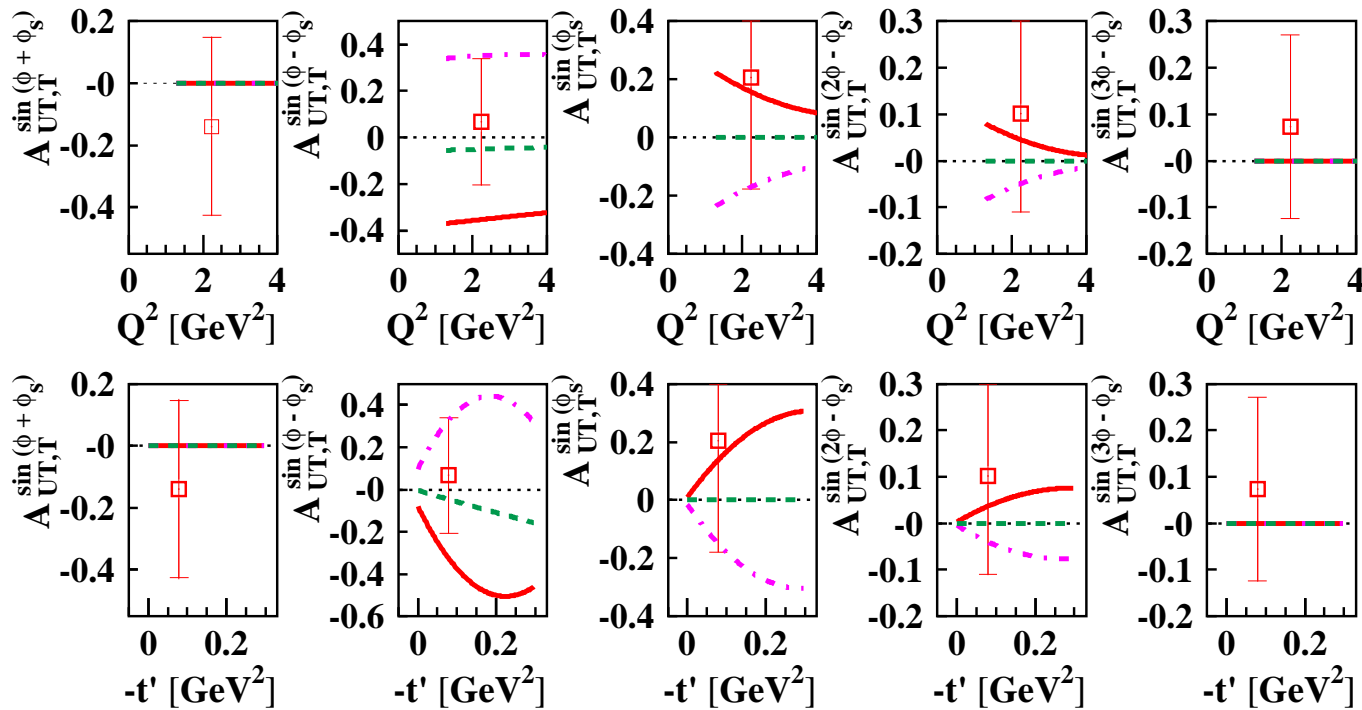 A UT,T sin (ϕ + ϕs)
0.2
-0
-0.2
-0.4
0 2 4
Q² [GeV²]
A UT,T sin (ϕ - ϕs)
0.4
0.2
0
-0.2
-0.4
0 2 4
Q² [GeV²]
A UT,T sin (ϕs)
0.4
0.2
0
-0.2
-0.4
0 2 4
Q² [GeV²]
A UT,T sin (2ϕ - ϕs)
0.3
0.2
0.1
-0
-0.1
-0.2
0 2 4
Q² [GeV²]
A UT,T sin (3ϕ - ϕs)
0.3
0.2
0.1
-0
-0.1
-0.2
0 2 4
Q² [GeV²]
A UT,T sin (ϕ + ϕs)
0.2
-0
-0.2
-0.4
0 0.2
-t' [GeV²]
A UT,T sin (ϕ - ϕs)
0.4
0.2
-0
-0.2
-0.4
-0.6
0 0.2
-t' [GeV²]
A UT,T sin (ϕs)
0.4
0.2
0
-0.2
-0.4
0 0.2
-t' [GeV²]
A UT,T sin (2ϕ - ϕs)
0.3
0.2
0.1
-0
-0.1
-0.2
0 0.2
-t' [GeV²]
A UT,T sin (3ϕ - ϕs)
0.3
0.2
0.1
-0
-0.1
-0.2
0 0.2
-t' [GeV²]